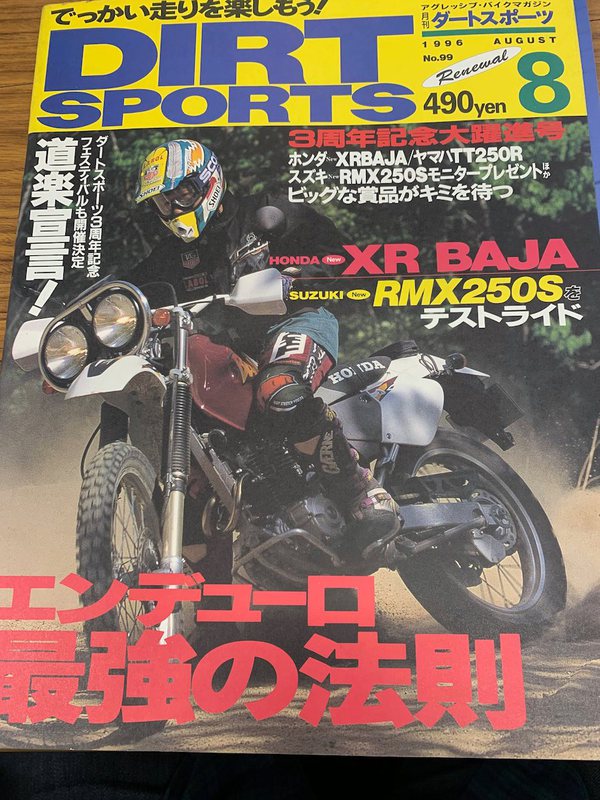 でっかい走りを楽しもう!
アグレッシブ・バイクマガジン
月刊 ダートスポーツ
DIRT
SPORTS
1996 AUGUST
No.99
Renewal
490yen
8
3周年記念大躍進号
ホンダNew XRBAJA/ヤマハTT250R
スズキNew RMX250Sモニタープレゼントほか
ビッグな賞品がキミを待つ
ダートスポーツ3周年記念
フェスティバルも開催決定
道楽宣言!
HONDA New XR BAJA
SUZUKI New RMX250Sを
テストライド
HONDA
GAERNE
エンデューロ
最強の法則